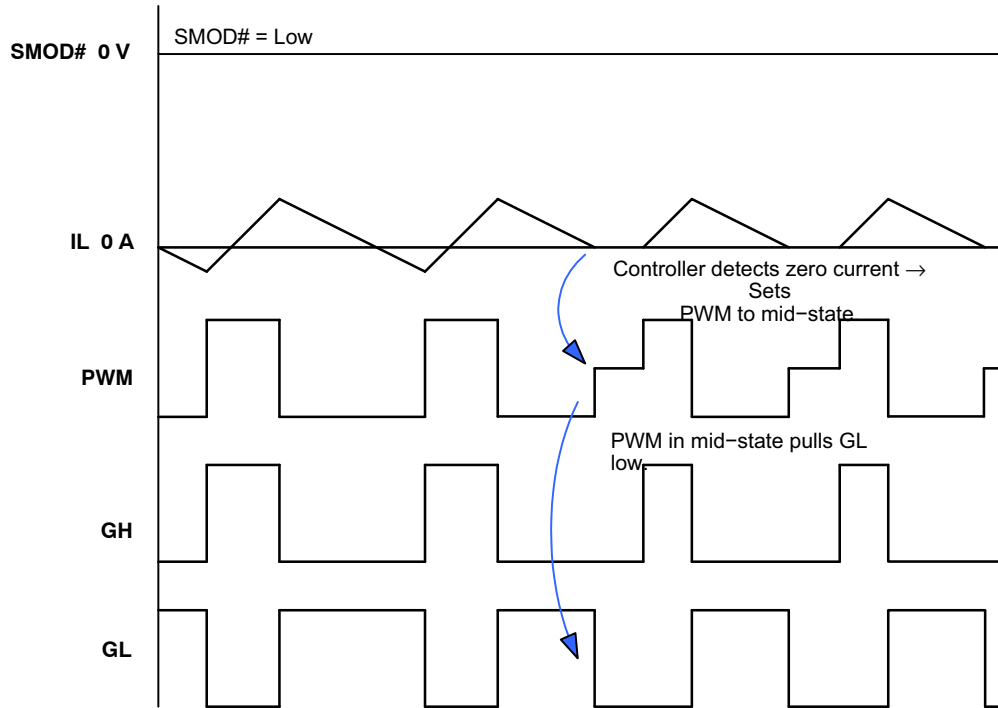 SMOD# = Low
SMOD# 0 V
IL 0 A
Controller detects zero current →
Sets
PWM to mid−state
PWM
PWM in mid−state pulls GL
low.
GH
GL